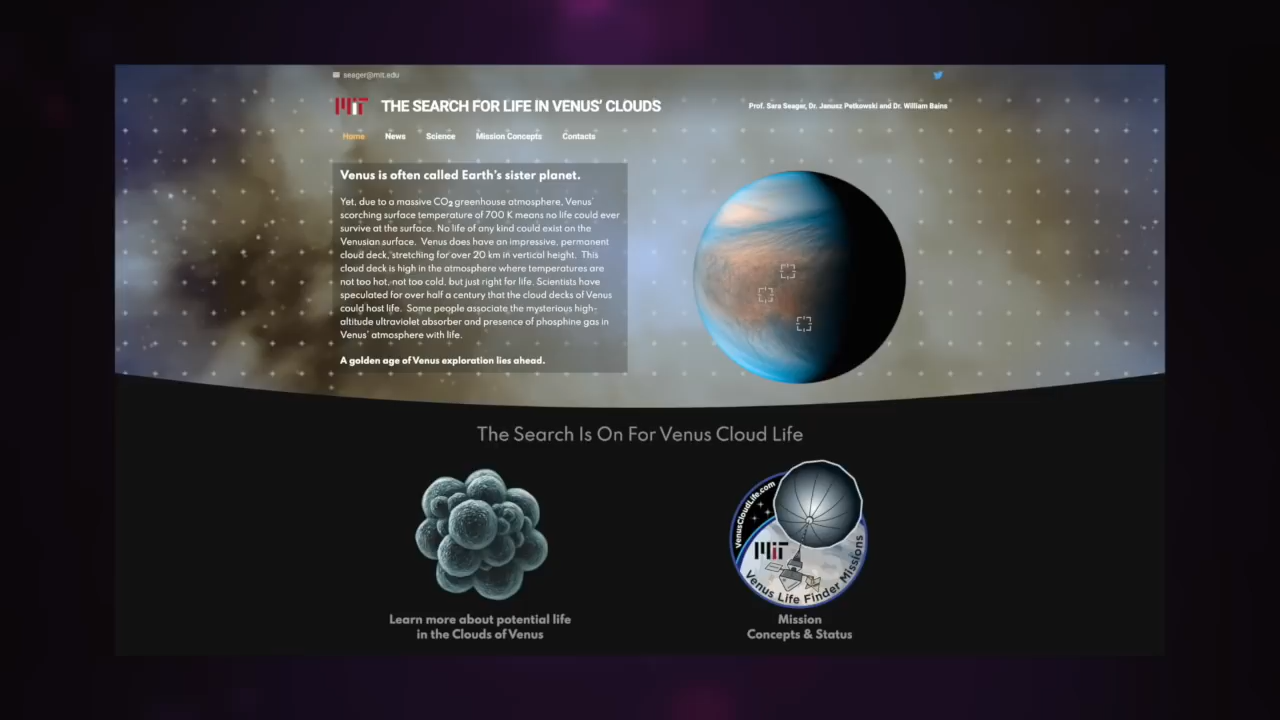 seager@mit.edu
MIT THE SEARCH FOR LIFE IN VENUS' CLOUDS
Prof. Sara Seager, Dr. Janusz Petkowski and Dr. William Bains
Home News Science Mission Concepts Contacts
Venus is often called Earth's sister planet.
Yet, due to a massive CO₂ greenhouse atmosphere, Venus'
scorching surface temperature of 700 K means no life could ever
survive at the surface. No life of any kind could exist on the
Venusian surface. Venus does have an impressive, permanent
cloud deck, stretching for over 20 km in vertical height. This
cloud deck is high in the atmosphere where temperatures are
not too hot, not too cold, but just right for life. Scientists have
speculated for over half a century that the cloud decks of Venus
could host life. Some people associate the mysterious high-
altitude ultraviolet absorber and presence of phosphine gas in
Venus' atmosphere with life.
A golden age of Venus exploration lies ahead.
The Search Is On For Venus Cloud Life
VenusCloudLife.com
MIT
Venus Life Finder Missions
Learn more about potential life
in the Clouds of Venus
Mission
Concepts & Status